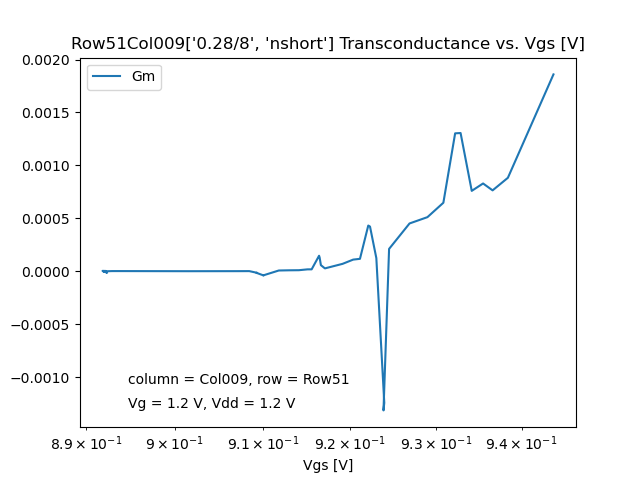 Row51Col009['0.28/8', 'nshort'] Transconductance vs. Vgs [V]
Gm
0.0020
0.0015
0.0010
0.0005
0.0000
−0.0005
−0.0010
column = Col009, row = Row51
Vg = 1.2 V, Vdd = 1.2 V
8.9 × 10⁻¹ 9 × 10⁻¹ 9.1 × 10⁻¹ 9.2 × 10⁻¹ 9.3 × 10⁻¹ 9.4 × 10⁻¹
Vgs [V]